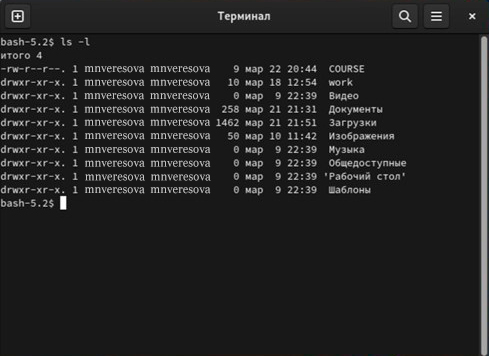 Терминал
bash-5.2$ ls -l
итого 4
-rw-r--r--. 1 mnveresova mnveresova 9 мар 22 20:44 COURSE
drwxr-xr-x. 1 mnveresova mnveresova 10 мар 18 12:54 work
drwxr-xr-x. 1 mnveresova mnveresova 0 мар 9 22:39 Видео
drwxr-xr-x. 1 mnveresova mnveresova 258 мар 21 21:31 Документы
drwxr-xr-x. 1 mnveresova mnveresova 1462 мар 21 21:51 Загрузки
drwxr-xr-x. 1 mnveresova mnveresova 50 мар 10 11:42 Изображения
drwxr-xr-x. 1 mnveresova mnveresova 0 мар 9 22:39 Музыка
drwxr-xr-x. 1 mnveresova mnveresova 0 мар 9 22:39 Общедоступные
drwxr-xr-x. 1 mnveresova mnveresova 0 мар 9 22:39 'Рабочий стол'
drwxr-xr-x. 1 mnveresova mnveresova 0 мар 9 22:39 Шаблоны
bash-5.2$